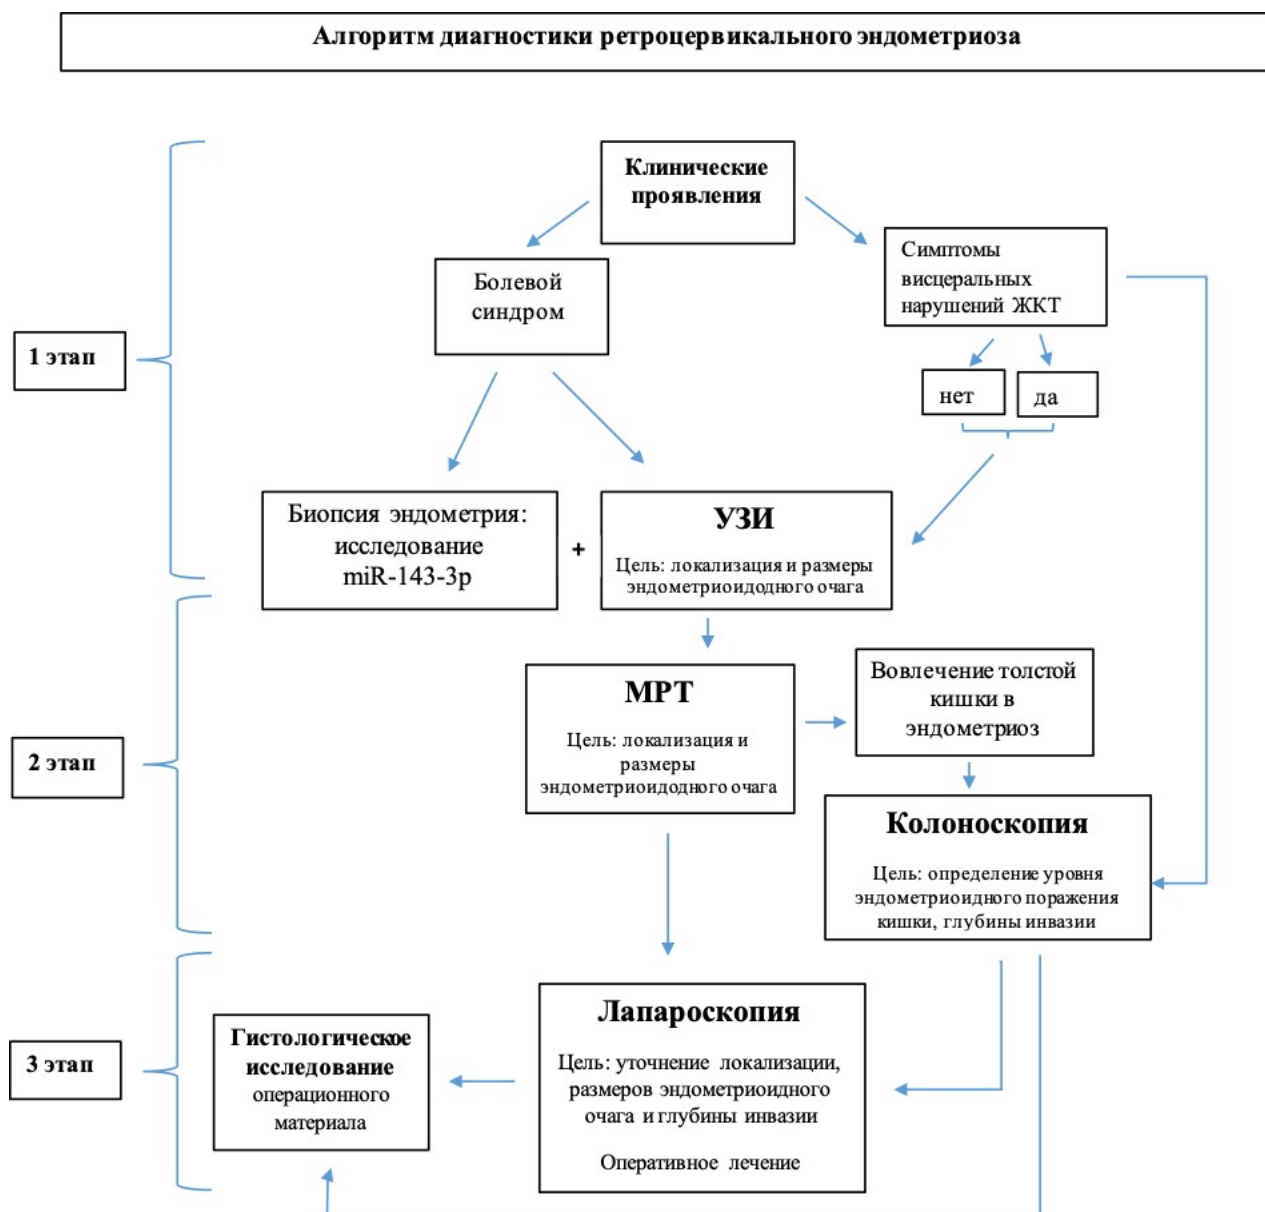 Алгоритм диагностики ретроцервикального эндометриоза
Клинические
проявления
Болевой
синдром
Симптомы
висцеральных
нарушений ЖКТ
1 этап
нет
да
Биопсия эндометрия:
исследование
miR-143-3p
+
УЗИ
Цель: локализация и размеры
эндометриоидодного очага
2 этап
МРТ
Цель: локализация и
размеры
эндометриоидодного очага
Вовлечение толстой
кишки в
эндометриоз
Колоноскопия
Цель: определение уровня
эндометриоидного поражения
кишки, глубины инвазии
3 этап
Гистологическое
исследование
операционного
материала
Лапароскопия
Цель: уточнение локализации,
размеров эндометриоидного
очага и глубины инвазии
Оперативное лечение